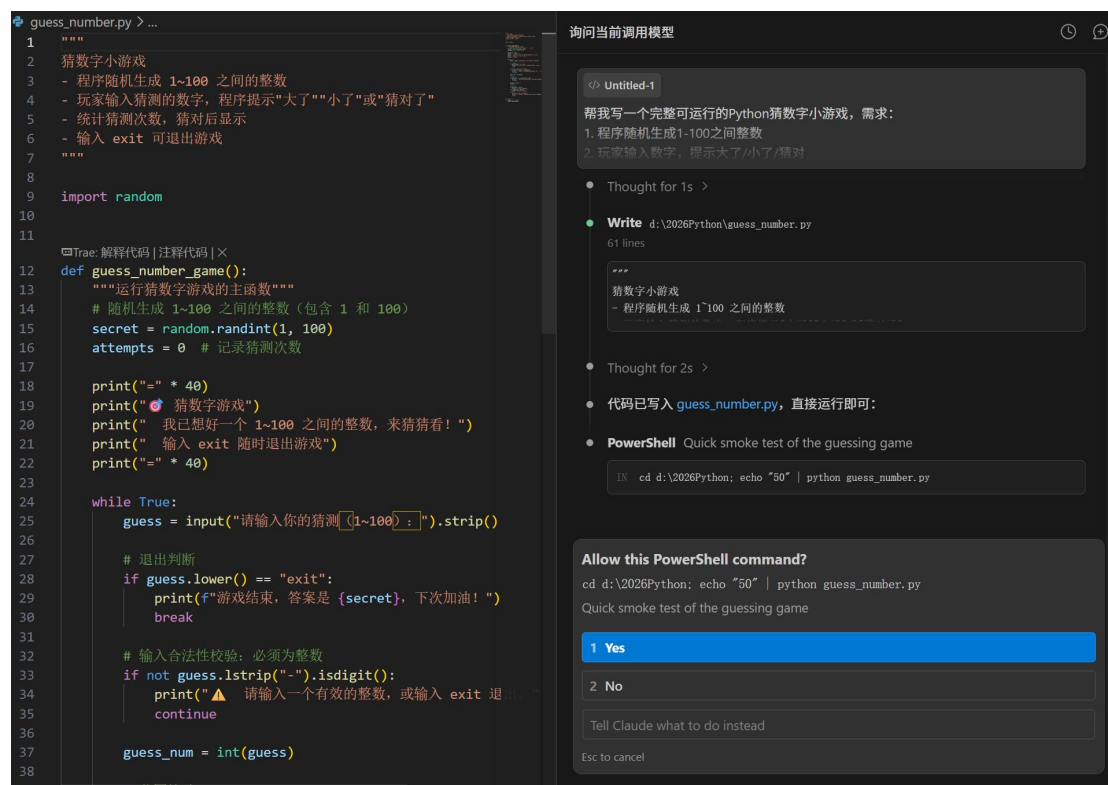 guess_number.py > ...
1 """
2 猜数字小游戏
3 - 程序随机生成 1~100 之间的整数
4 - 玩家输入猜测的数字，程序提示"大了""小了"或"猜对了"
5 - 统计猜测次数，猜对后显示
6 - 输入 exit 可退出游戏
7 """
8
9 import random
10
11
Trae: 解释代码 | 注释代码 | ×
12 def guess_number_game():
13 """运行猜数字游戏的主函数"""
14 # 随机生成 1~100 之间的整数（包含 1 和 100）
15 secret = random.randint(1, 100)
16 attempts = 0  # 记录猜测次数
17
18 print("=" * 40)
19 print("🎯 猜数字游戏")
20 print("  我已想好一个 1~100 之间的整数，来猜猜看！")
21 print("  输入 exit 随时退出游戏")
22 print("=" * 40)
23
24 while True:
25 guess = input("请输入你的猜测（1~100）：").strip()
26
27 # 退出判断
28 if guess.lower() == "exit":
29 print(f"游戏结束，答案是 {secret}，下次加油！")
30 break
31
32 # 输入合法性校验：必须为整数
33 if not guess.lstrip("-").isdigit():
34 print("⚠️  请输入一个有效的整数，或输入 exit 退
35 continue
36
37 guess_num = int(guess)
38
询问当前调用模型
</> Untitled-1
帮我写一个完整可运行的Python猜数字小游戏，需求：
1. 程序随机生成1-100之间整数
2. 玩家输入数字，提示大了/小了/猜对
Thought for 1s >
Write d:\2026Python\guess_number.py
61 lines
"""
猜数字小游戏
- 程序随机生成 1~100 之间的整数
Thought for 2s >
代码已写入 guess_number.py，直接运行即可：
PowerShell Quick smoke test of the guessing game
IN cd d:\2026Python; echo "50" | python guess_number.py
Allow this PowerShell command?
cd d:\2026Python; echo "50" | python guess_number.py
Quick smoke test of the guessing game
1 Yes
2 No
Tell Claude what to do instead
Esc to cancel